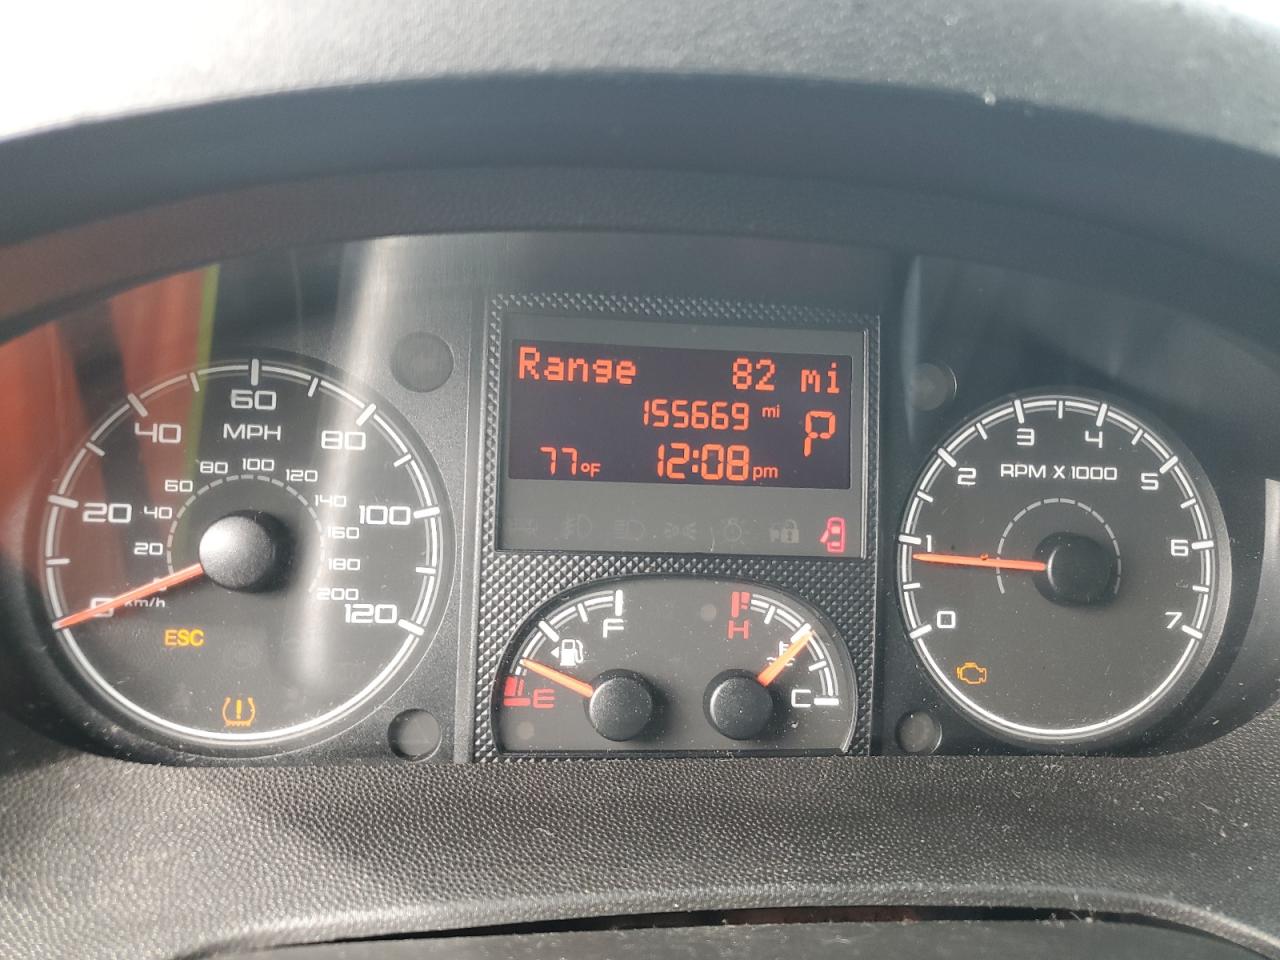 Range 82 mi
155669 mi P
77°F 12:08 pm
0 20 40 60 80 100 120
MPH
20 40 60 80 100 120 140 160 180 200
km/h
ESC
E F
H C
0 1 2 3 4 5 6 7
RPM X 1000